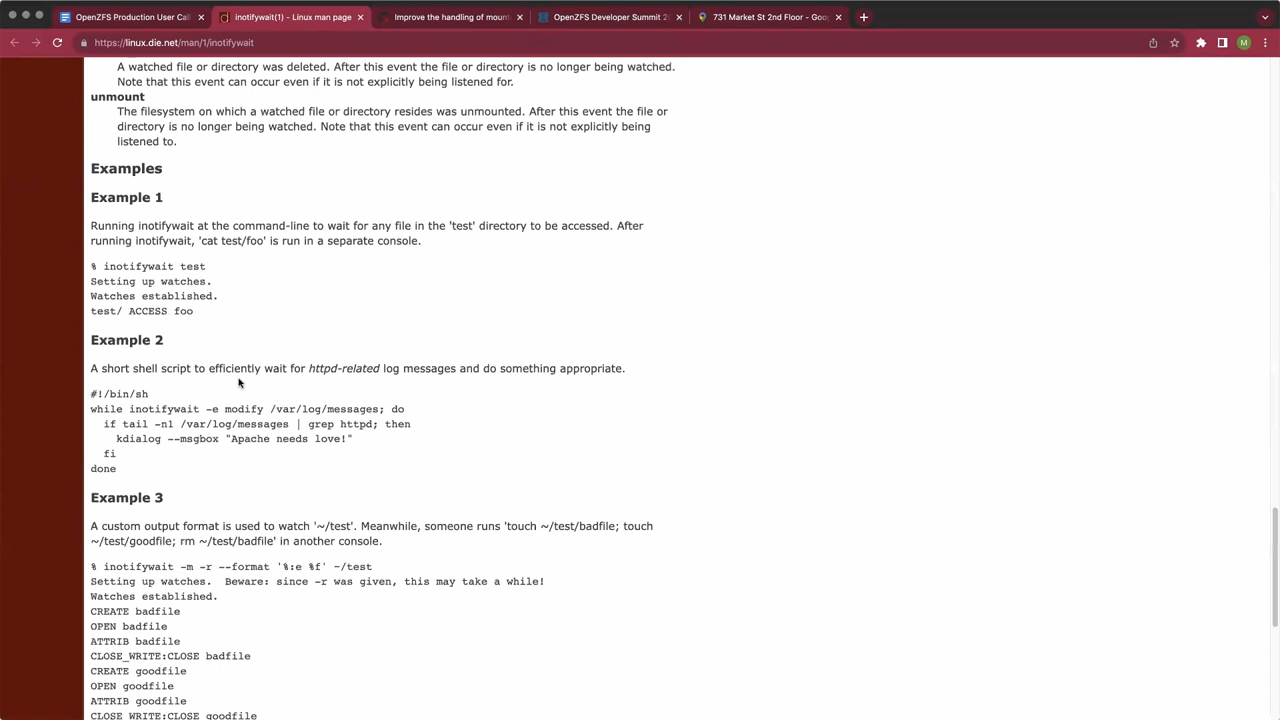 OpenZFS Production User Cal
inotifywait(1) - Linux man page
Improve the handling of moun
OpenZFS Developer Summit 2
731 Market St 2nd Floor - Goo
https://linux.die.net/man/1/inotifywait
M
A watched file or directory was deleted. After this event the file or directory is no longer being watched.
Note that this event can occur even if it is not explicitly being listened for.
unmount
The filesystem on which a watched file or directory resides was unmounted. After this event the file or
directory is no longer being watched. Note that this event can occur even if it is not explicitly being
listened to.
Examples
Example 1
Running inotifywait at the command-line to wait for any file in the 'test' directory to be accessed. After
running inotifywait, 'cat test/foo' is run in a separate console.
% inotifywait test
Setting up watches.
Watches established.
test/ ACCESS foo
Example 2
A short shell script to efficiently wait for httpd-related log messages and do something appropriate.
#!/bin/sh
while inotifywait -e modify /var/log/messages; do
if tail -n1 /var/log/messages | grep httpd; then
kdialog --msgbox "Apache needs love!"
fi
done
Example 3
A custom output format is used to watch '~/test'. Meanwhile, someone runs 'touch ~/test/badfile; touch
~/test/goodfile; rm ~/test/badfile' in another console.
% inotifywait -m -r --format '%:e %f' ~/test
Setting up watches.  Beware: since -r was given, this may take a while!
Watches established.
CREATE badfile
OPEN badfile
ATTRIB badfile
CLOSE_WRITE:CLOSE badfile
CREATE goodfile
OPEN goodfile
ATTRIB goodfile
CLOSE_WRITE:CLOSE goodfile